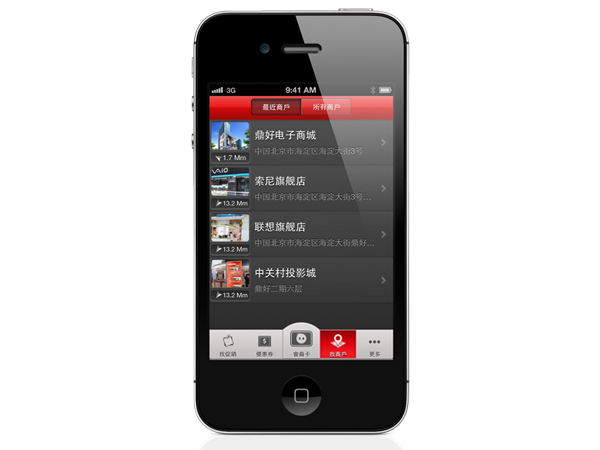 3G 9:41 AM
最近商戶 所有商戶
鼎好电子商城
中国北京市海淀区海淀大街3号
1.7 Mm
VAIO
索尼旗舰店
中国北京市海淀区海淀大街3号...
13.2 Mm
联想旗舰店
中国北京市海淀区海淀大街鼎好...
13.2 Mm
中关村投影城
鼎好二期六层
13.2 Mm
找促销 優惠券 會員卡 找商戶 更多